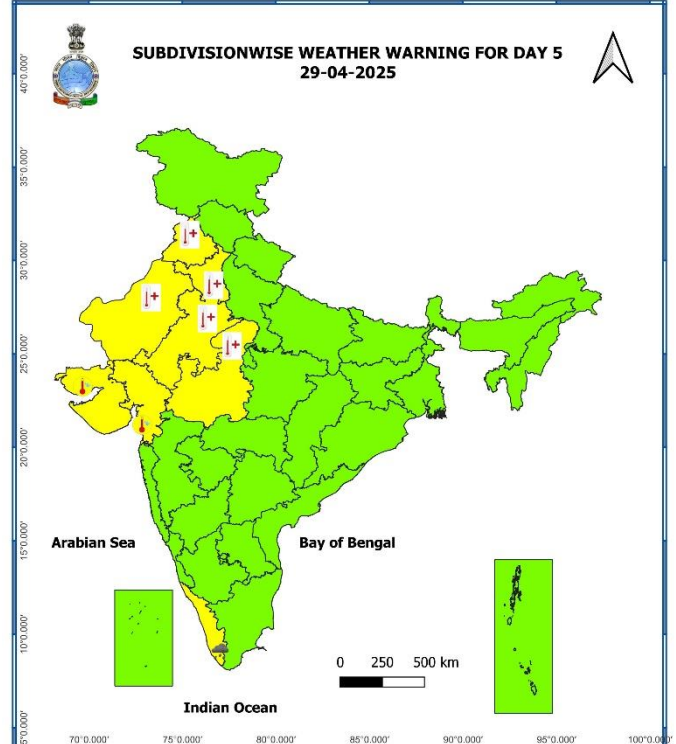 SUBDIVISIONWISE WEATHER WARNING FOR DAY 5
29-04-2025
40°0.000'
35°0.000'
30°0.000'
25°0.000'
20°0.000'
15°0.000'
10°0.000'
5°0.000'
Arabian Sea
Bay of Bengal
0 250 500 km
Indian Ocean
70°0.000' 75°0.000' 80°0.000' 85°0.000' 90°0.000' 95°0.000' 100°0.000'